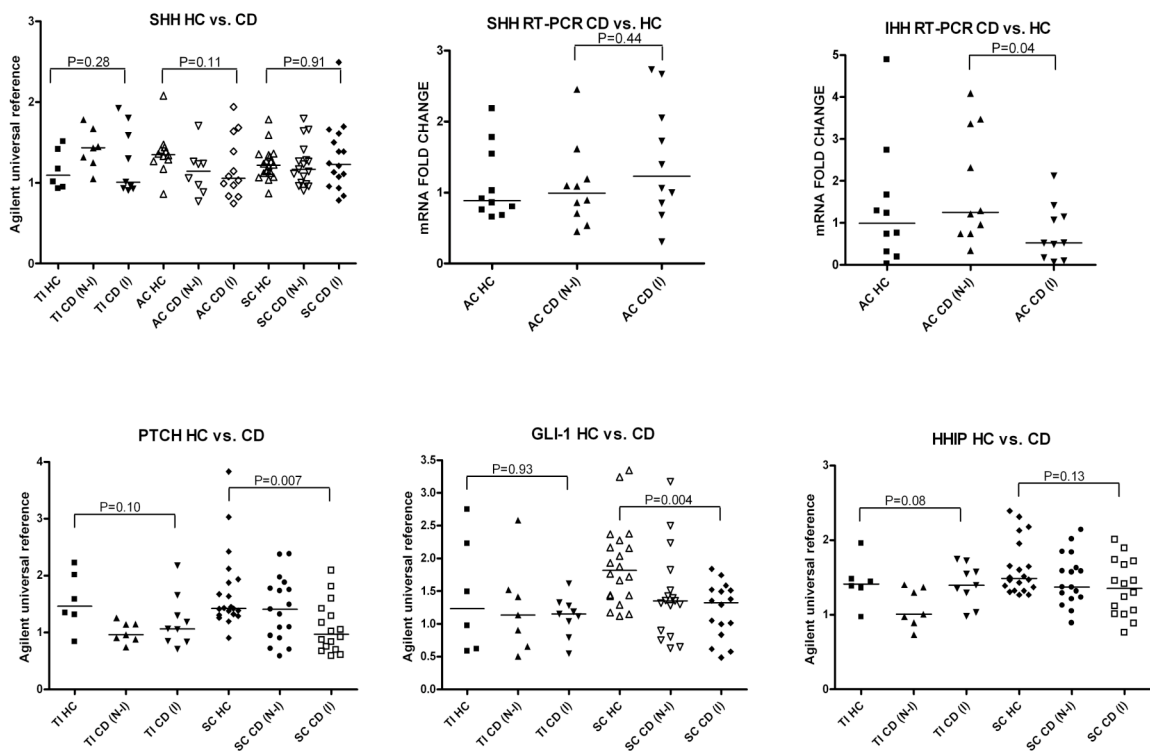 SHH HC vs. CD
Agilent universal reference
3
2
1
0
P=0.28
P=0.11
P=0.91
TI HC
TI CD (N-I)
TI CD (I)
AC HC
AC CD (N-I)
AC CD (I)
SC HC
SC CD (N-I)
SC CD (I)
SHH RT-PCR CD vs. HC
mRNA FOLD CHANGE
3
2
1
0
P=0.44
AC HC
AC CD (N-I)
AC CD (I)
IHH RT-PCR CD vs. HC
mRNA FOLD CHANGE
5
4
3
2
1
0
P=0.04
AC HC
AC CD (N-I)
AC CD (I)
PTCH HC vs. CD
Agilent universal reference
4
3
2
1
0
P=0.10
P=0.007
TI HC
TI CD (N-I)
TI CD (I)
SC HC
SC CD (N-I)
SC CD (I)
GLI-1 HC vs. CD
Agilent universal reference
3.5
3.0
2.5
2.0
1.5
1.0
0.5
0.0
P=0.93
P=0.004
TI HC
TI CD (N-I)
TI CD (I)
SC HC
SC CD (N-I)
SC CD (I)
HHIP HC vs. CD
Agilent universal reference
3
2
1
0
P=0.08
P=0.13
TI HC
TI CD (N-I)
TI CD (I)
SC HC
SC CD (N-I)
SC CD (I)